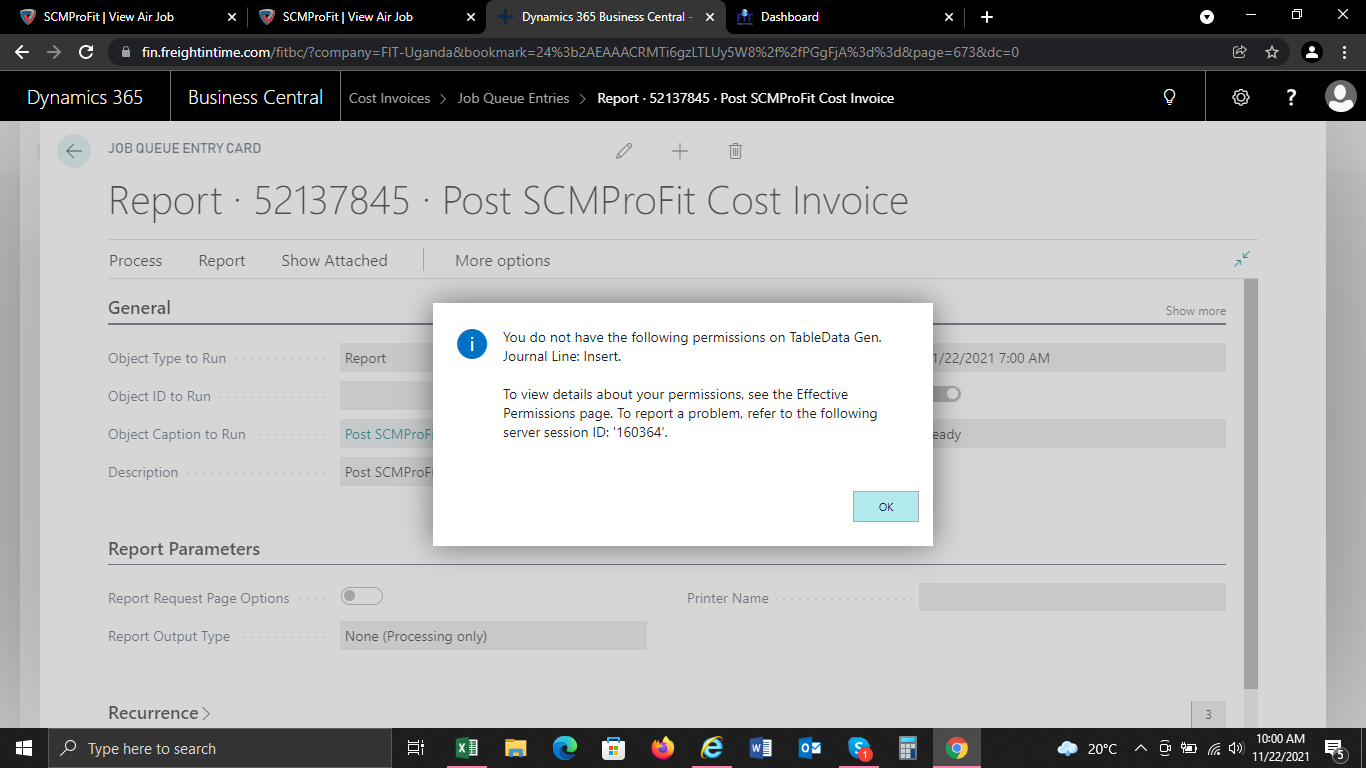 SCMProFit | View Air Job
SCMProFit | View Air Job
Dynamics 365 Business Central -
Dashboard
fin.freightintime.com/fitbc/?company=FIT-Uganda&bookmark=24%3b2AEAAACRMTi6gzLTLUy5W8%2f%2fPGgFjA%3d%3d&page=673&dc=0
Dynamics 365
Business Central
Cost Invoices > Job Queue Entries > Report · 52137845 · Post SCMProFit Cost Invoice
JOB QUEUE ENTRY CARD
Report · 52137845 · Post SCMProFit Cost Invoice
Process Report Show Attached More options
General
Show more
Object Type to Run
Report
1/22/2021 7:00 AM
Object ID to Run
Object Caption to Run
Post SCMProFi
eady
Description
Post SCMProFi
You do not have the following permissions on TableData Gen.
Journal Line: Insert.
To view details about your permissions, see the Effective
Permissions page. To report a problem, refer to the following
server session ID: '160364'.
OK
Report Parameters
Report Request Page Options
Printer Name
Report Output Type
None (Processing only)
Recurrence >
3
Type here to search
1
20°C
10:00 AM
11/22/2021
5